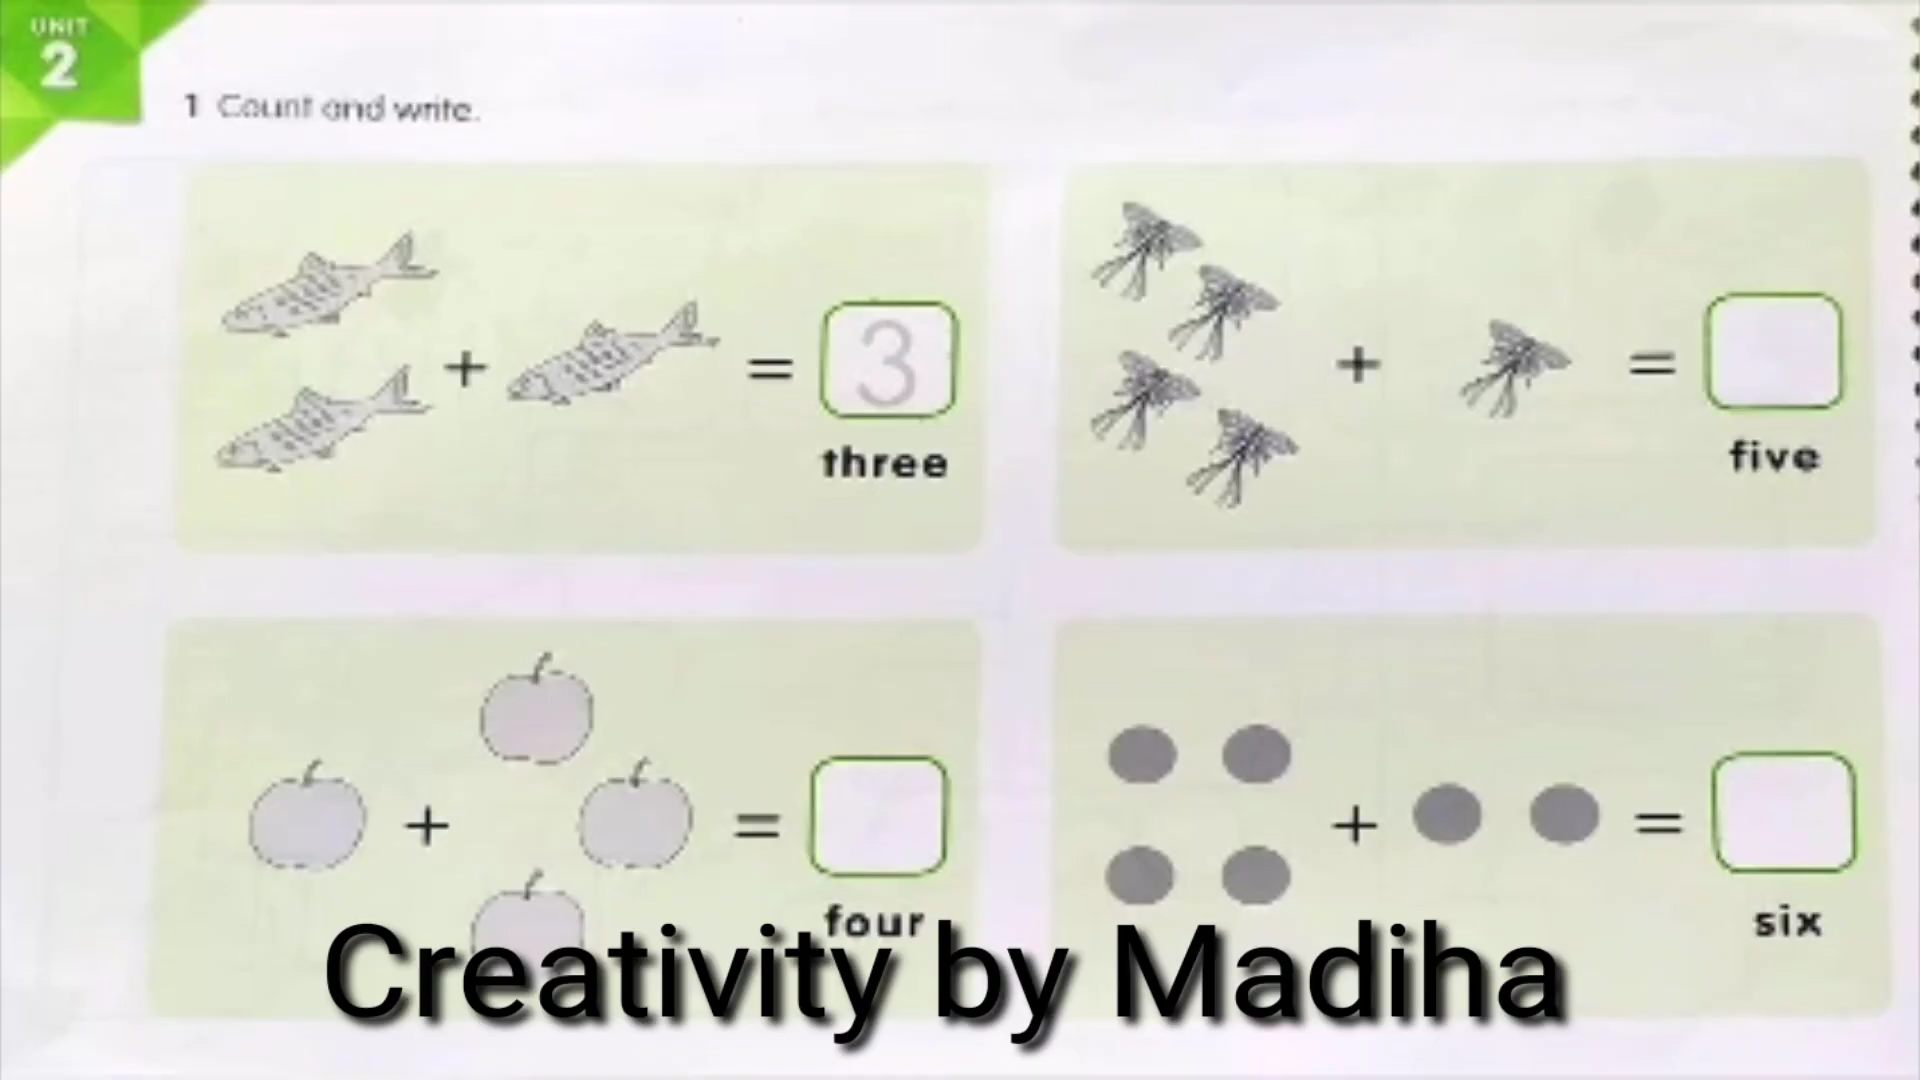 UNIT
2
1 Count and write.
+ = 3
three
+ =
five
+ =
four
+ =
six
Creativity by Madiha